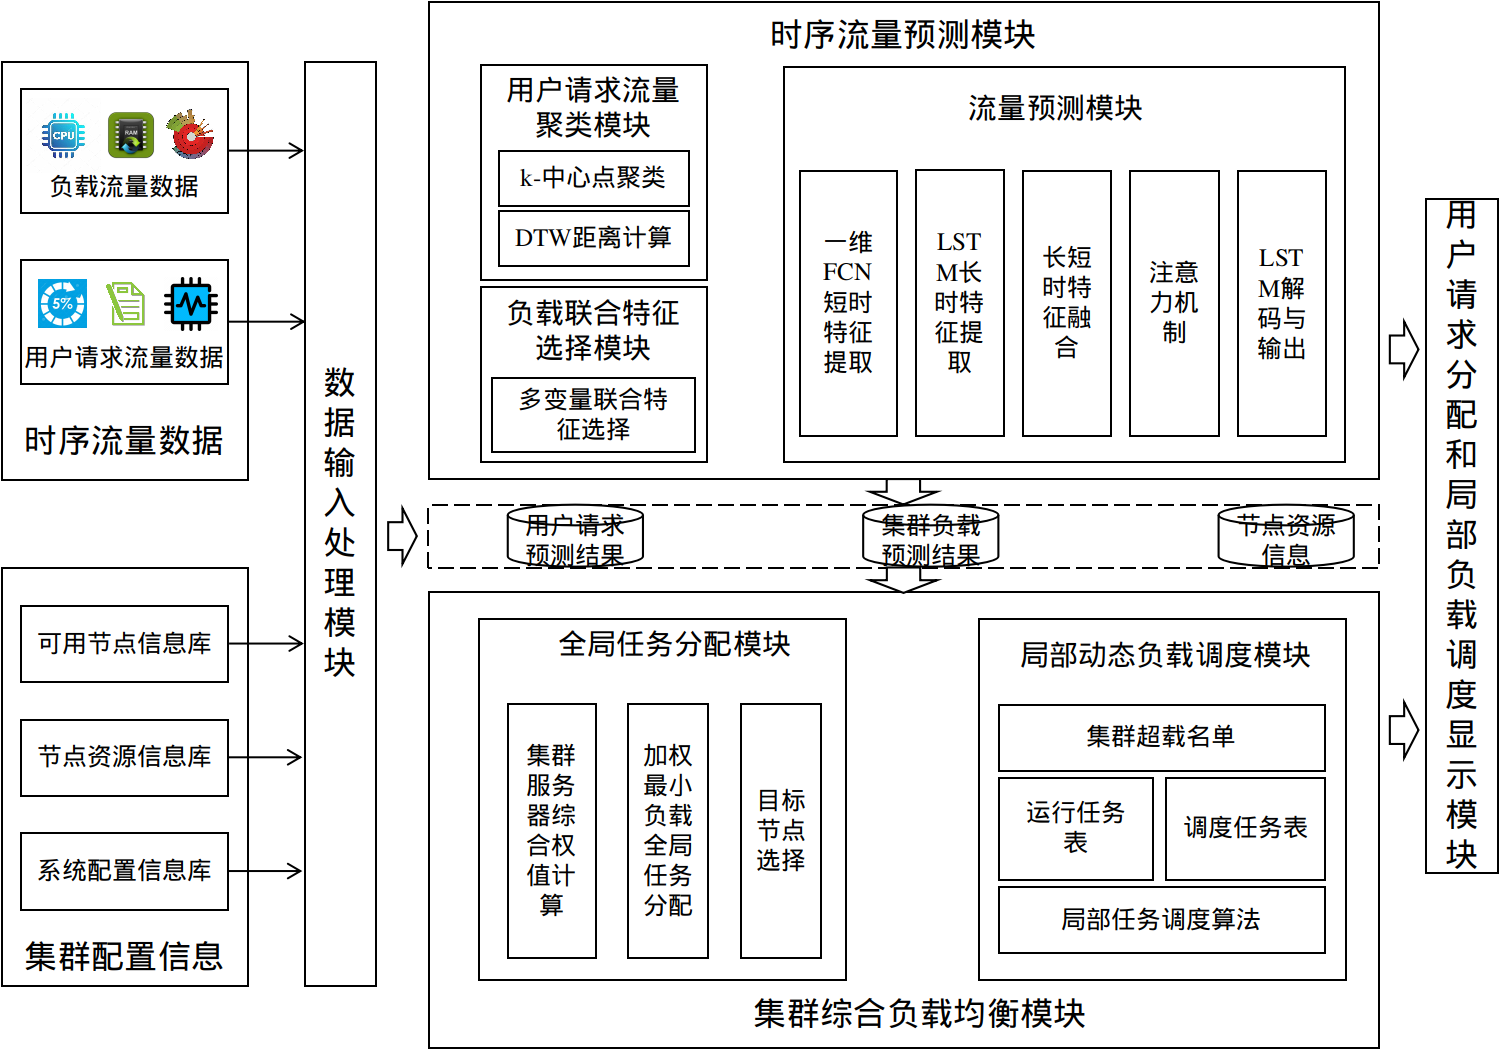 CPU
RAM
负载流量数据
5%
用户请求流量数据
时序流量数据
可用节点信息库
节点资源信息库
系统配置信息库
集群配置信息
数
据
输
入
处
理
模
块
时序流量预测模块
用户请求流量
聚类模块
k-中心点聚类
DTW距离计算
负载联合特征
选择模块
多变量联合特
征选择
流量预测模块
一维
FCN
短时
特征
提取
LST
M长
时特
征提
取
长短
时特
征融
合
注意
力机
制
LST
M解
码与
输出
用户请求
预测结果
集群负载
预测结果
节点资源
信息
全局任务分配模块
集群
服务
器综
合权
值计
算
加权
最小
负载
全局
任务
分配
目标
节点
选择
局部动态负载调度模块
集群超载名单
运行任务
表
调度任务表
局部任务调度算法
集群综合负载均衡模块
用
户
请
求
分
配
和
局
部
负
载
调
度
显
示
模
块